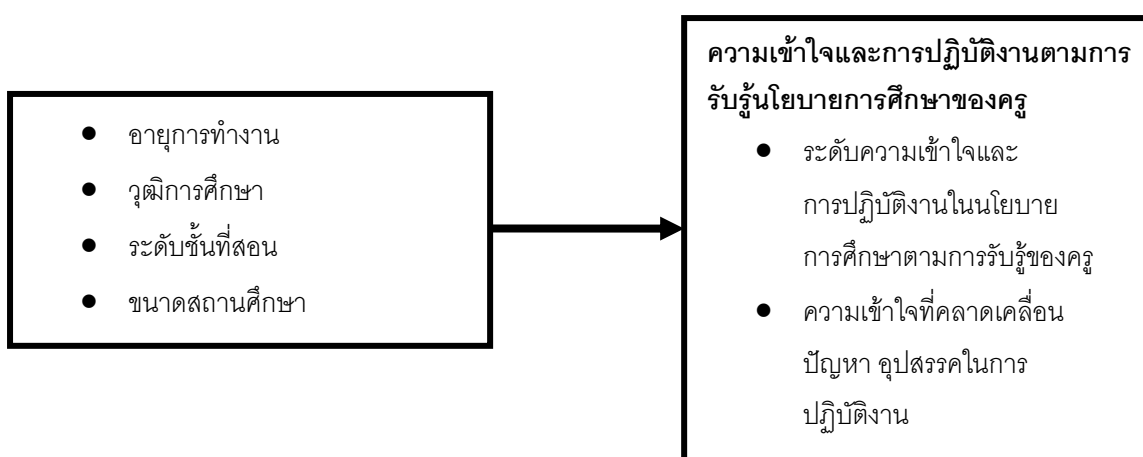 ● อายุการทำงาน
● วุฒิการศึกษา
● ระดับชั้นที่สอน
● ขนาดสถานศึกษา
ความเข้าใจและการปฏิบัติงานตามการ
รับรู้นโยบายการศึกษาของครู
● ระดับความเข้าใจและ
การปฏิบัติงานในนโยบาย
การศึกษาตามการรับรู้ของครู
● ความเข้าใจที่คลาดเคลื่อน
ปัญหา อุปสรรคในการ
ปฏิบัติงาน